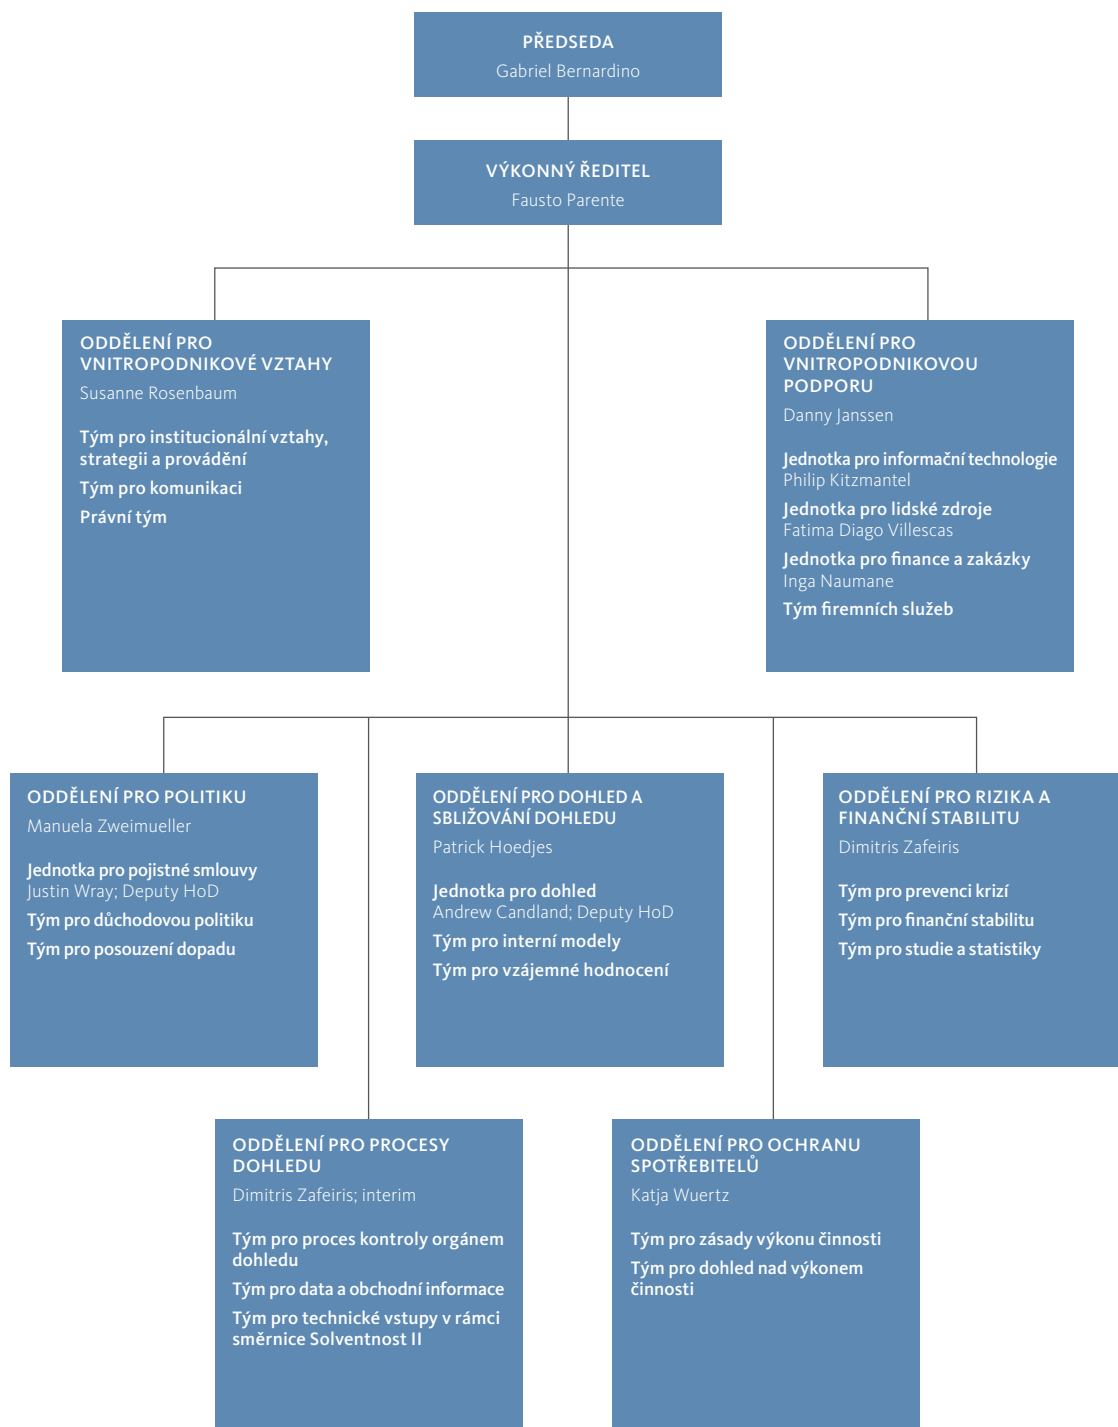 PŘEDSEDA
Gabriel Bernardino
VÝKONNÝ ŘEDITEL
Fausto Parente
ODDĚLENÍ PRO
VNITROPODNIKOVÉ VZTAHY
Susanne Rosenbaum
Tým pro institucionální vztahy,
strategii a provádění
Tým pro komunikaci
Právní tým
ODDĚLENÍ PRO
VNITROPODNIKOVOU
PODPORU
Danny Janssen
Jednotka pro informační technologie
Philip Kitzmantel
Jednotka pro lidské zdroje
Fatima Diago Villescas
Jednotka pro finance a zakázky
Inga Naumane
Tým firemních služeb
ODDĚLENÍ PRO POLITIKU
Manuela Zweimueller
Jednotka pro pojistné smlouvy
Justin Wray; Deputy HoD
Tým pro důchodovou politiku
Tým pro posouzení dopadu
ODDĚLENÍ PRO DOHLED A
SBLIŽOVÁNÍ DOHLEDU
Patrick Hoedjes
Jednotka pro dohled
Andrew Candland; Deputy HoD
Tým pro interní modely
Tým pro vzájemné hodnocení
ODDĚLENÍ PRO RIZIKA A
FINANČNÍ STABILITU
Dimitris Zafeiris
Tým pro prevenci krizí
Tým pro finanční stabilitu
Tým pro studie a statistiky
ODDĚLENÍ PRO PROCESY
DOHLEDU
Dimitris Zafeiris; interim
Tým pro proces kontroly orgánem
dohledu
Tým pro data a obchodní informace
Tým pro technické vstupy v rámci
směrnice Solventnost II
ODDĚLENÍ PRO OCHRANU
SPOTŘEBITELŮ
Katja Wuertz
Tým pro zásady výkonu činnosti
Tým pro dohled nad výkonem
činnosti